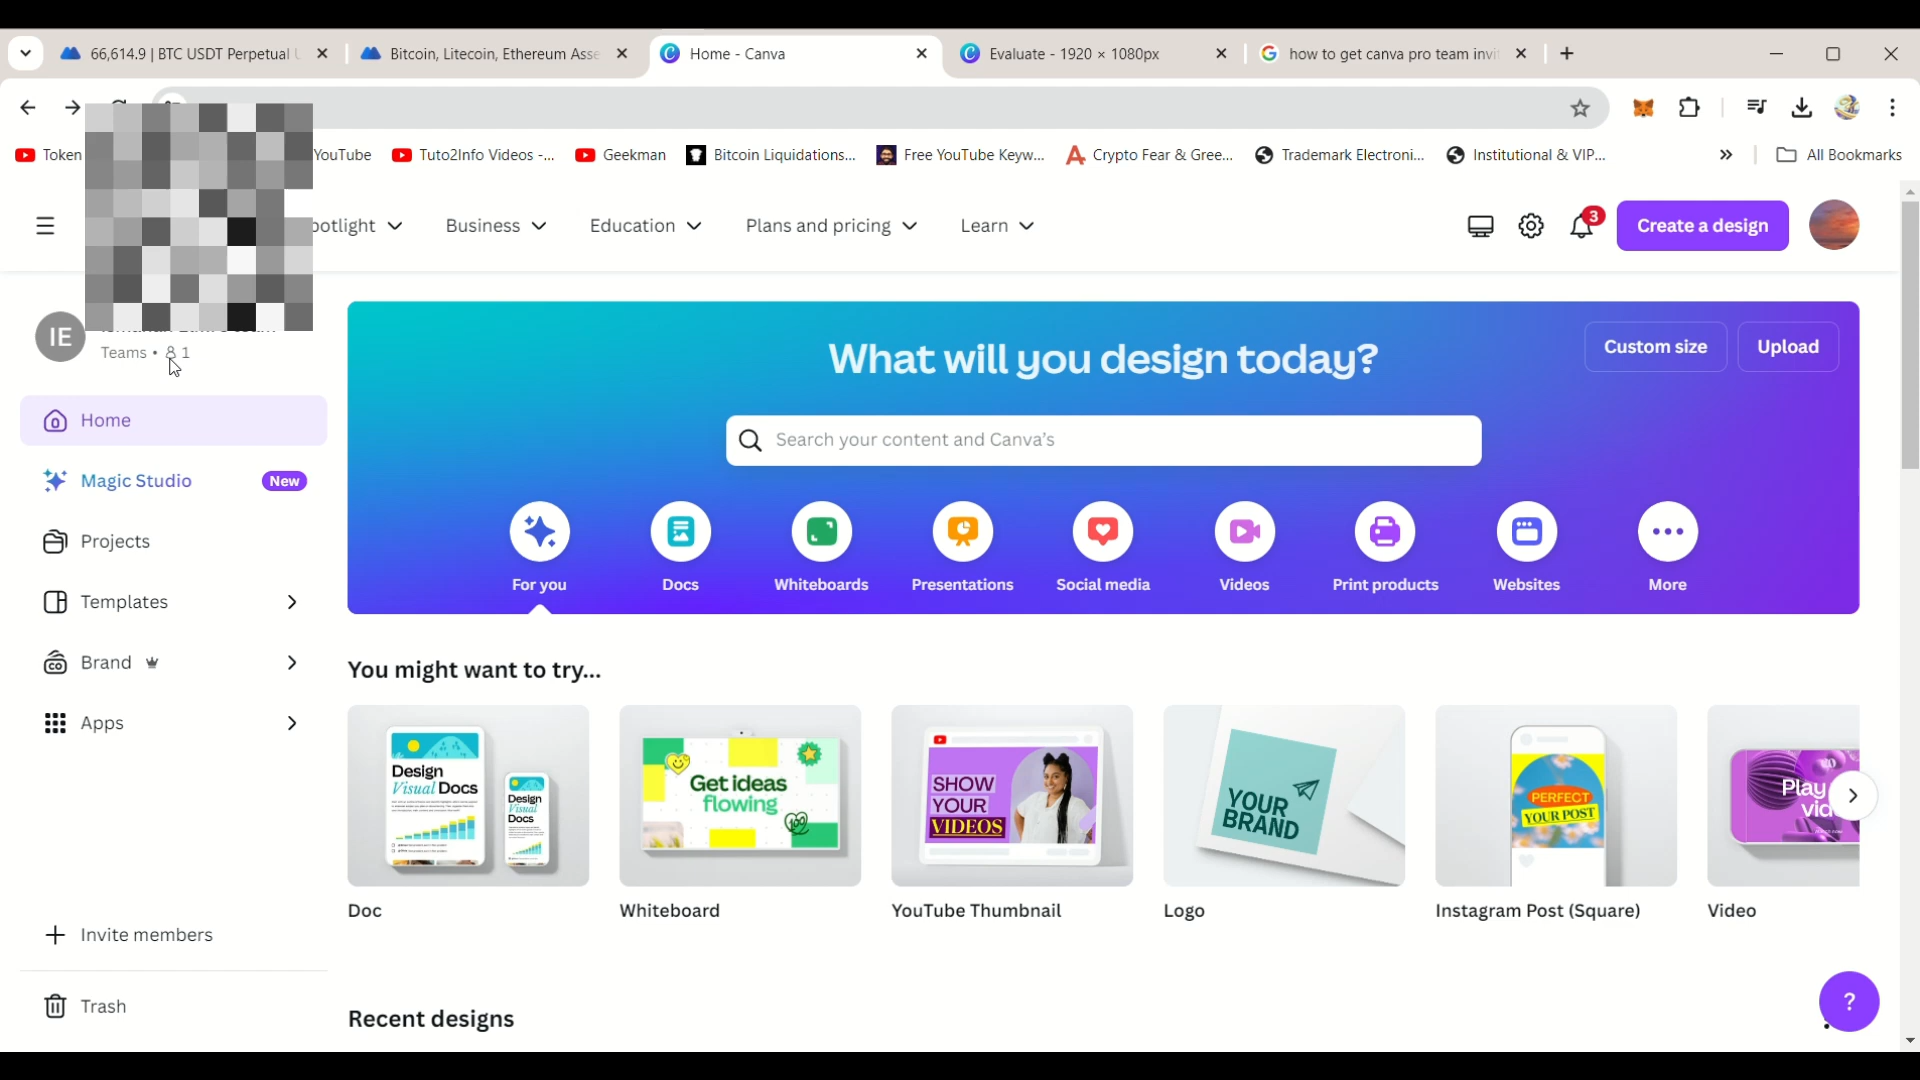 66,614.9 | BTC USDT Perpetual
Bitcoin, Litecoin, Ethereum Asse
Home - Canva
Evaluate - 1920 × 1080px
how to get canva pro team invi
Token
YouTube
Tuto2Info Videos -...
Geekman
Bitcoin Liquidations...
Free YouTube Keyw...
Crypto Fear & Gree...
Trademark Electroni...
Institutional & VIP...
All Bookmarks
potlight
Business
Education
Plans and pricing
Learn
3
Create a design
IE
Teams • 1
Home
Magic Studio New
Projects
Templates
Brand
Apps
Invite members
Trash
What will you design today?
Custom size
Upload
Search your content and Canva's
For you
Docs
Whiteboards
Presentations
Social media
Videos
Print products
Websites
More
You might want to try...
Design
Visual Docs
Design
Visual
Docs
Get ideas
flowing
100
SHOW
YOUR
VIDEOS
YOUR
BRAND
PERFECT
YOUR POST
Play
vid
Doc
Whiteboard
YouTube Thumbnail
Logo
Instagram Post (Square)
Video
Recent designs
?